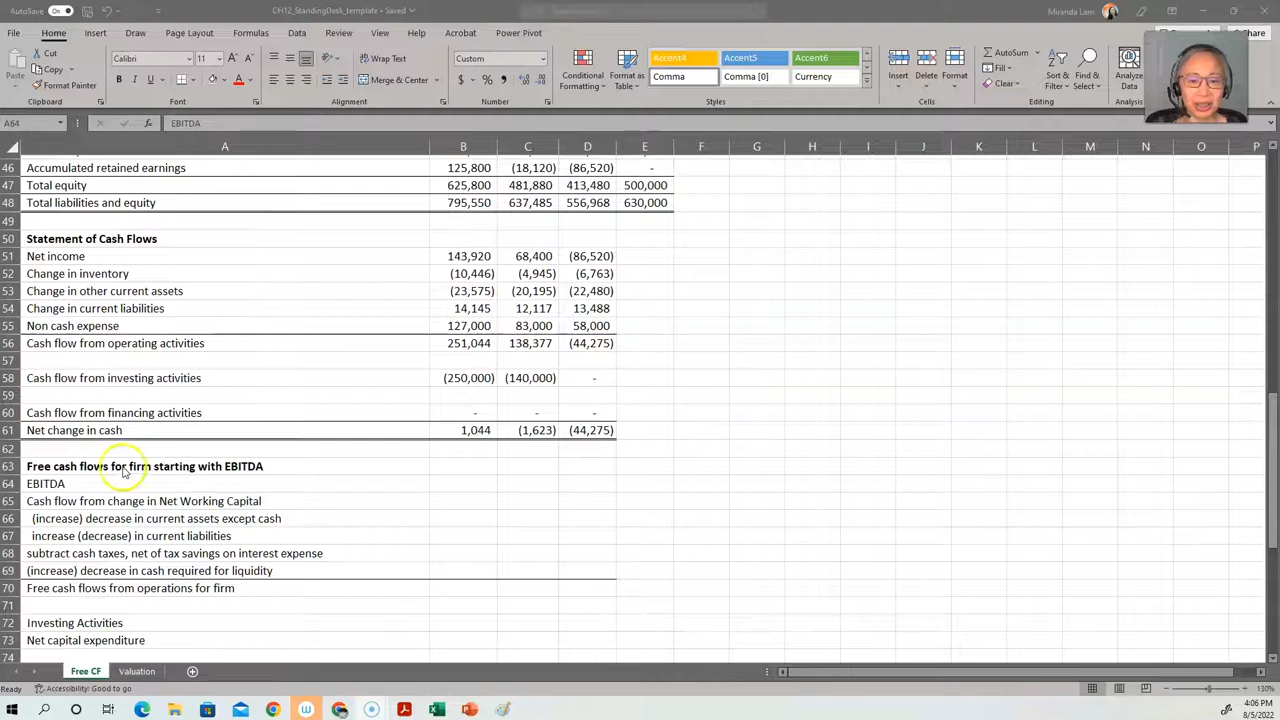 AutoSave On CH12_StandingDesk_template • Saved Miranda Lam
File Home Insert Draw Page Layout Formulas Data Review View Help Acrobat Power Pivot Share
Cut Calibri 11 Wrap Text Custom Accent4 Accent5 Accent6 AutoSum
Paste Copy Fill
Format Painter B I U Merge & Center $ % Conditional Formatting Format as Table Comma Comma [0] Currency Insert Delete Format Clear Sort & Filter Find & Select Analyze Data
Clipboard Font Alignment Number Styles Cells Editing Analysis
A64 fx EBITDA
A B C D E F G H I J K L M N O P
46 Accumulated retained earnings 125,800 (18,120) (86,520) -
47 Total equity 625,800 481,880 413,480 500,000
48 Total liabilities and equity 795,550 637,485 556,968 630,000
49
50 Statement of Cash Flows
51 Net income 143,920 68,400 (86,520)
52 Change in inventory (10,446) (4,945) (6,763)
53 Change in other current assets (23,575) (20,195) (22,480)
54 Change in current liabilities 14,145 12,117 13,488
55 Non cash expense 127,000 83,000 58,000
56 Cash flow from operating activities 251,044 138,377 (44,275)
57
58 Cash flow from investing activities (250,000) (140,000) -
59
60 Cash flow from financing activities - - -
61 Net change in cash 1,044 (1,623) (44,275)
62
63 Free cash flows for firm starting with EBITDA
64 EBITDA
65 Cash flow from change in Net Working Capital
66 (increase) decrease in current assets except cash
67 increase (decrease) in current liabilities
68 subtract cash taxes, net of tax savings on interest expense
69 (increase) decrease in cash required for liquidity
70 Free cash flows from operations for firm
71
72 Investing Activities
73 Net capital expenditure
74
Free CF Valuation
Ready Accessibility: Good to go 130%
4:06 PM
8/5/2022